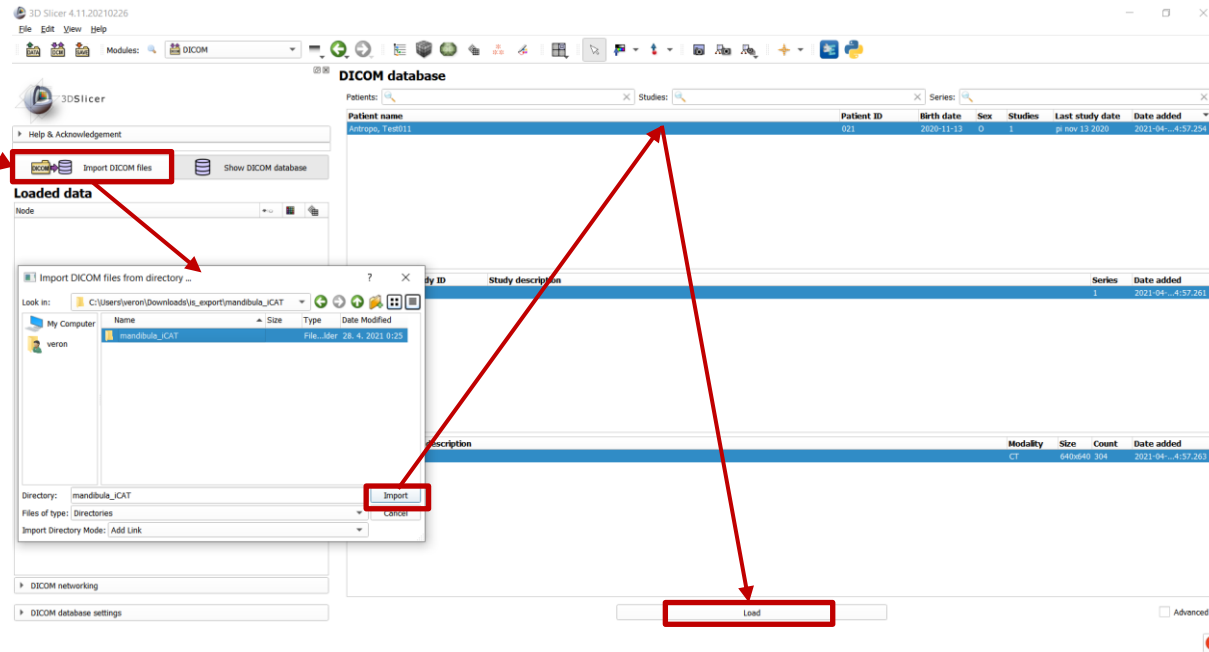 3D Slicer 4.11.20210226
File Edit View Help
DATA DCM SAVE Modules: DICOM
3DSlicer
Help & Acknowledgement
DICOM Import DICOM files Show DICOM database
Loaded data
Node
DICOM database
Patients: Studies: Series:
Patient name Patient ID Birth date Sex Studies Last study date Date added
Antropo, Test011 021 2020-11-13 O 1 pi nov 13 2020 2021-04-...4:57.254
Import DICOM files from directory ... ? ×
Look in: C:\Users\veron\Downloads\is_export\mandibula_iCAT
My Computer
veron
Name Size Type Date Modified
mandibula_iCAT File...lder 28. 4. 2021 0:25
Directory: mandibula_iCAT Import
Files of type: Directories Cancel
Import Directory Mode: Add Link
dy ID Study description Series Date added
1 2021-04-...4:57.261
description Modality Size Count Date added
CT 640x640 304 2021-04-...4:57.263
DICOM networking
DICOM database settings
Load Advanced